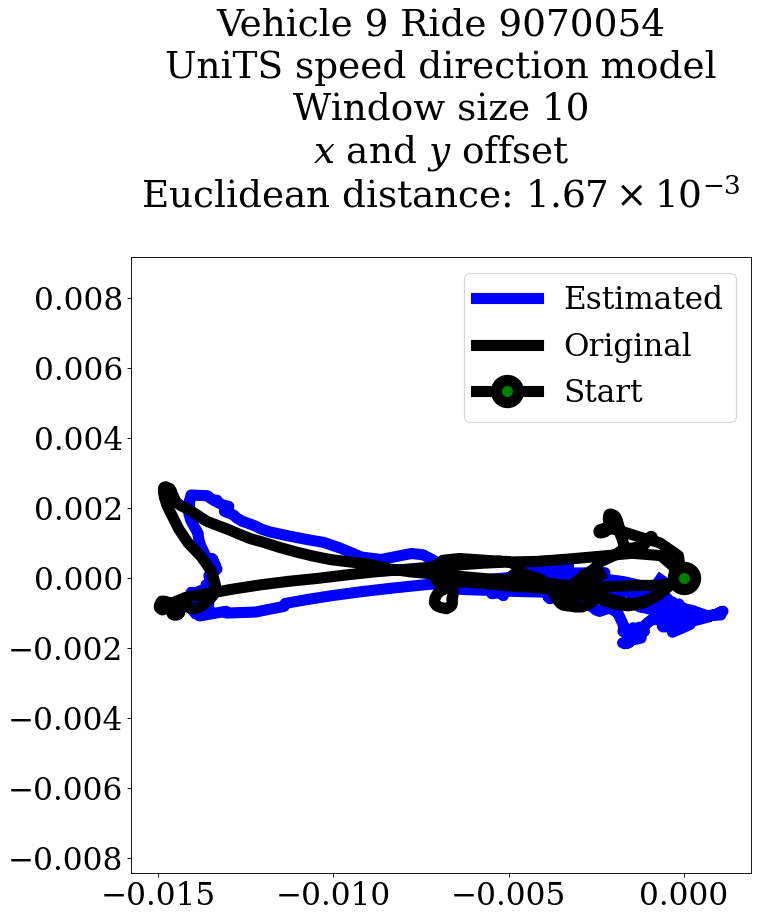 Vehicle 9 Ride 9070054
UniTS speed direction model
Window size 10
x and y offset
Euclidean distance: 1.67 × 10⁻³
Estimated
Original
Start
0.008
0.006
0.004
0.002
0.000
−0.002
−0.004
−0.006
−0.008
−0.015 −0.010 −0.005 0.000